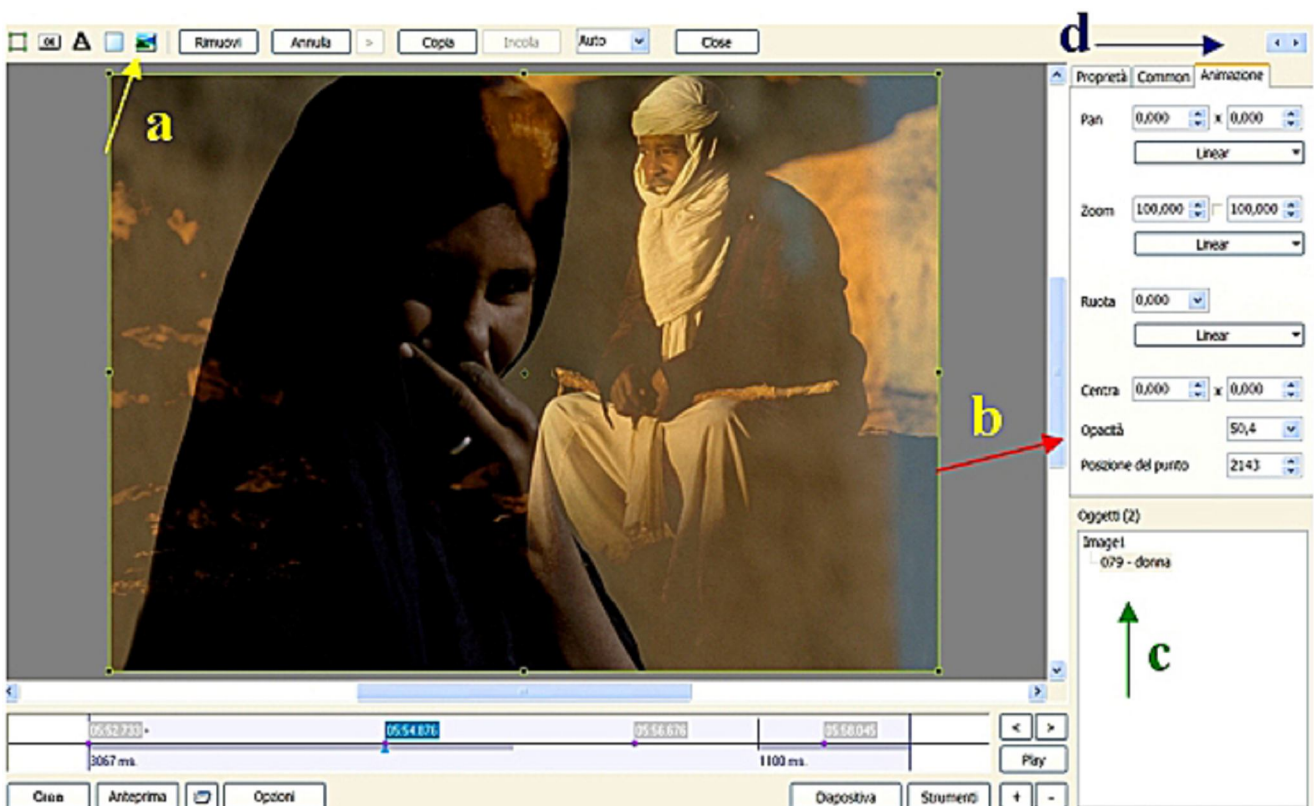 d
OK A Rimuovi Annulla > Copia Incolla Auto Close
a
Proprietà Common Animazione
Pan 0,000 x 0,000
Linear
Zoom 100,000 100,000
Linear
Ruota 0,000
Linear
Centra 0,000 x 0,000
b
Opacità 50,4
Posizione del punto 2143
Oggetti (2)
Image1
079 - donna
c
05:52.733 05:54.876 05:56.676 05:58.045
< >
3067 ms. 1100 ms.
Play
Crea Anteprima Opzioni Diapositiva Strumenti + -